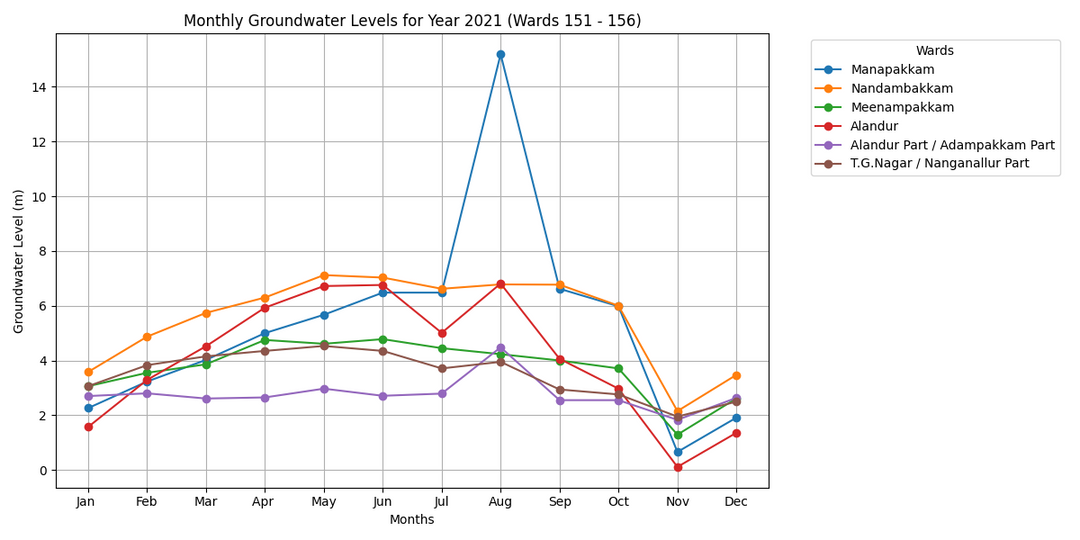 Monthly Groundwater Levels for Year 2021 (Wards 151 - 156)
Groundwater Level (m)
14
12
10
8
6
4
2
0
Jan Feb Mar Apr May Jun Jul Aug Sep Oct Nov Dec
Months
Wards
Manapakkam
Nandambakkam
Meenampakkam
Alandur
Alandur Part / Adampakkam Part
T.G.Nagar / Nanganallur Part